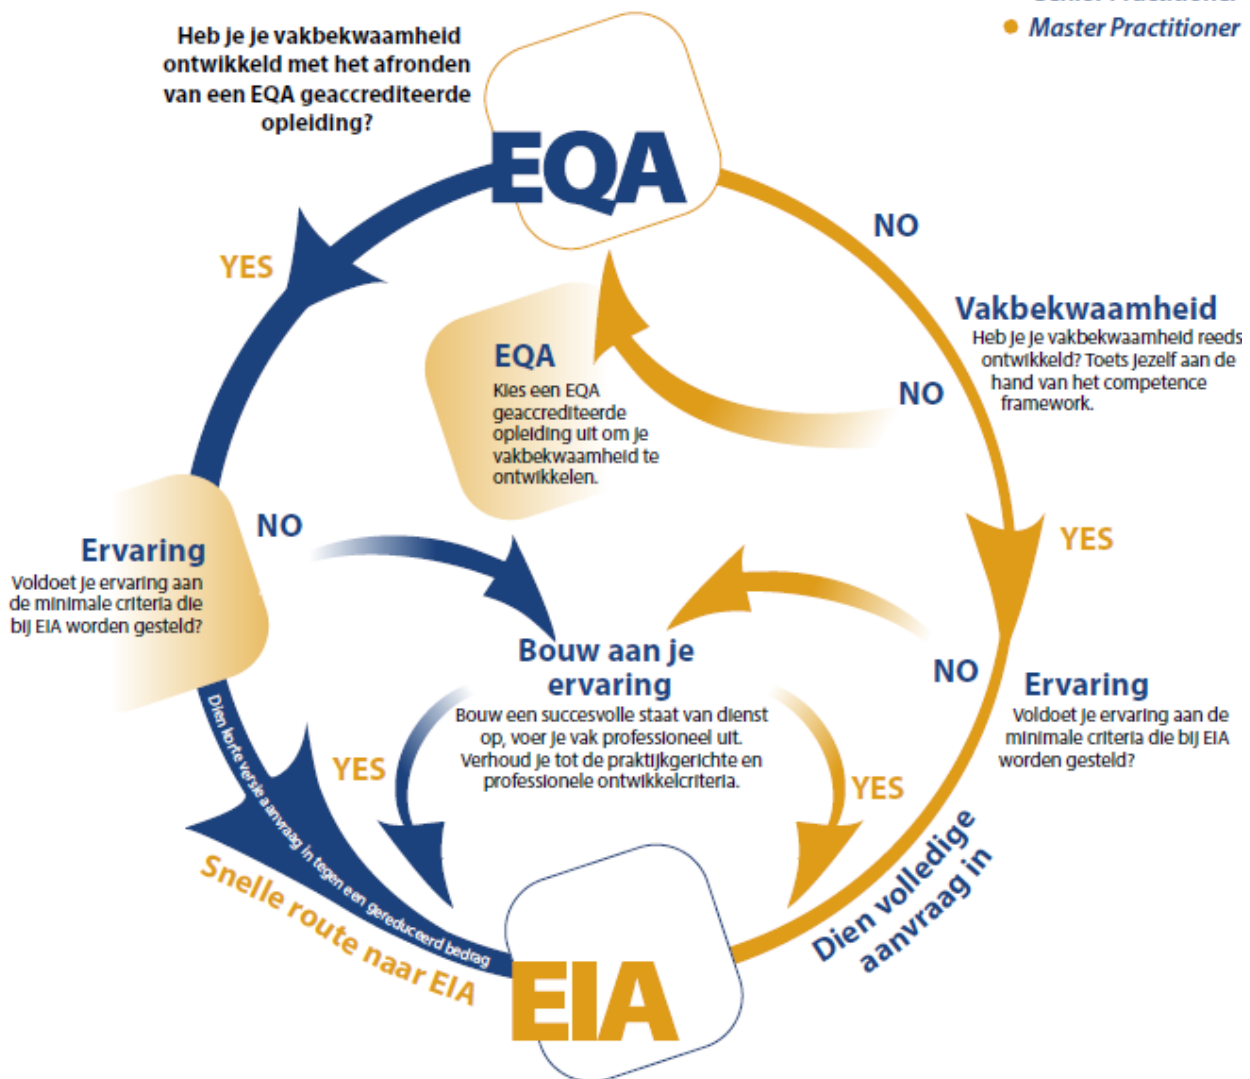 Practitioner
Master Practitioner
Heb je je vakbekwaamheid
ontwikkeld met het afronden
van een EQA geaccrediteerde
opleiding?
EQA
NO
YES
Vakbekwaamheid
Heb je je vakbekwaamheid reeds
ontwikkeld? Toets jezelf aan de
hand van het competence
framework.
NO
EQA
Kies een EQA
geaccrediteerde
opleiding uit om je
vakbekwaamheid te
ontwikkelen.
NO
YES
Ervaring
Voldoet je ervaring aan
de minimale criteria die
bij EIA worden gesteld?
Bouw aan je
ervaring
Bouw een succesvolle staat van dienst
op, voer je vak professioneel uit.
Verhoud je tot de praktijkgerichte en
professionele ontwikkelcriteria.
NO
Ervaring
Voldoet je ervaring aan de
minimale criteria die bij EIA
worden gesteld?
YES
YES
Dien korte versie aanvraag in tegen een gereduceerd bedrag
Snelle route naar EIA
Dien volledige
aanvraag in
EIA